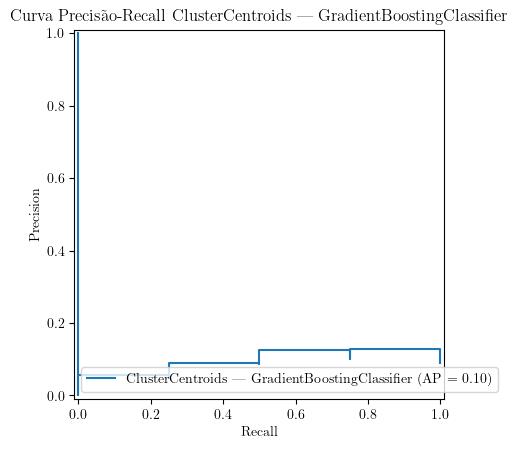 Curva Precisão-Recall ClusterCentroids — GradientBoostingClassifier
1.0
0.8
0.6
0.4
0.2
0.0
Precision
ClusterCentroids — GradientBoostingClassifier (AP = 0.10)
0.0 0.2 0.4 0.6 0.8 1.0
Recall